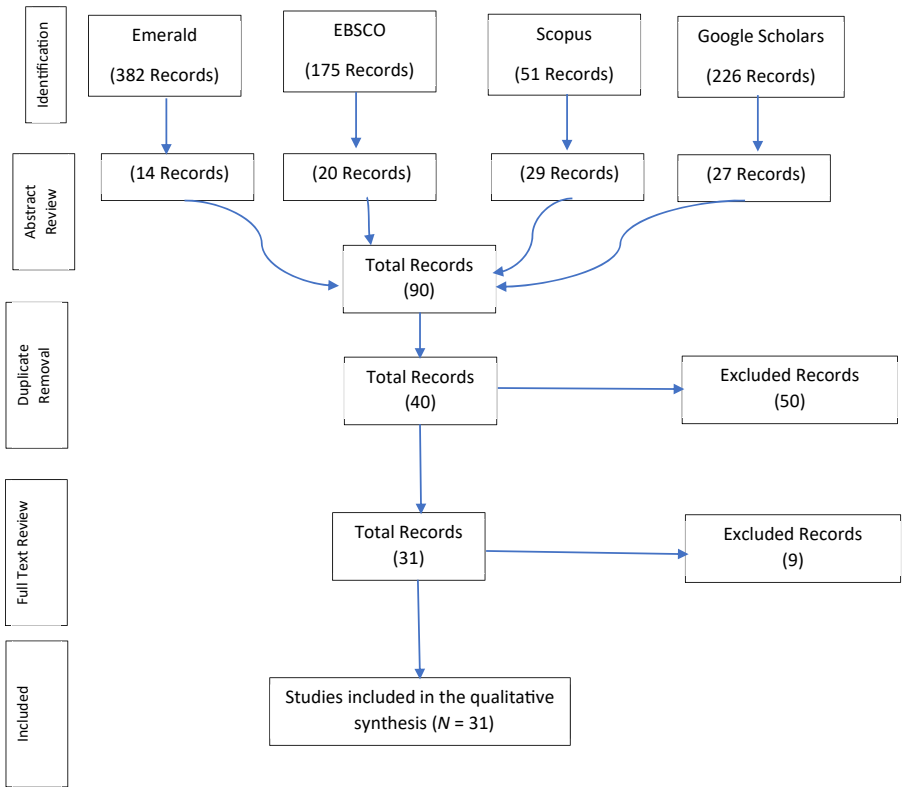 Identification
Emerald
(382 Records)
EBSCO
(175 Records)
Scopus
(51 Records)
Google Scholars
(226 Records)
Abstract
Review
(14 Records)
(20 Records)
(29 Records)
(27 Records)
Total Records
(90)
Duplicate
Removal
Total Records
(40)
Excluded Records
(50)
Full Text Review
Total Records
(31)
Excluded Records
(9)
Included
Studies included in the qualitative
synthesis (N = 31)